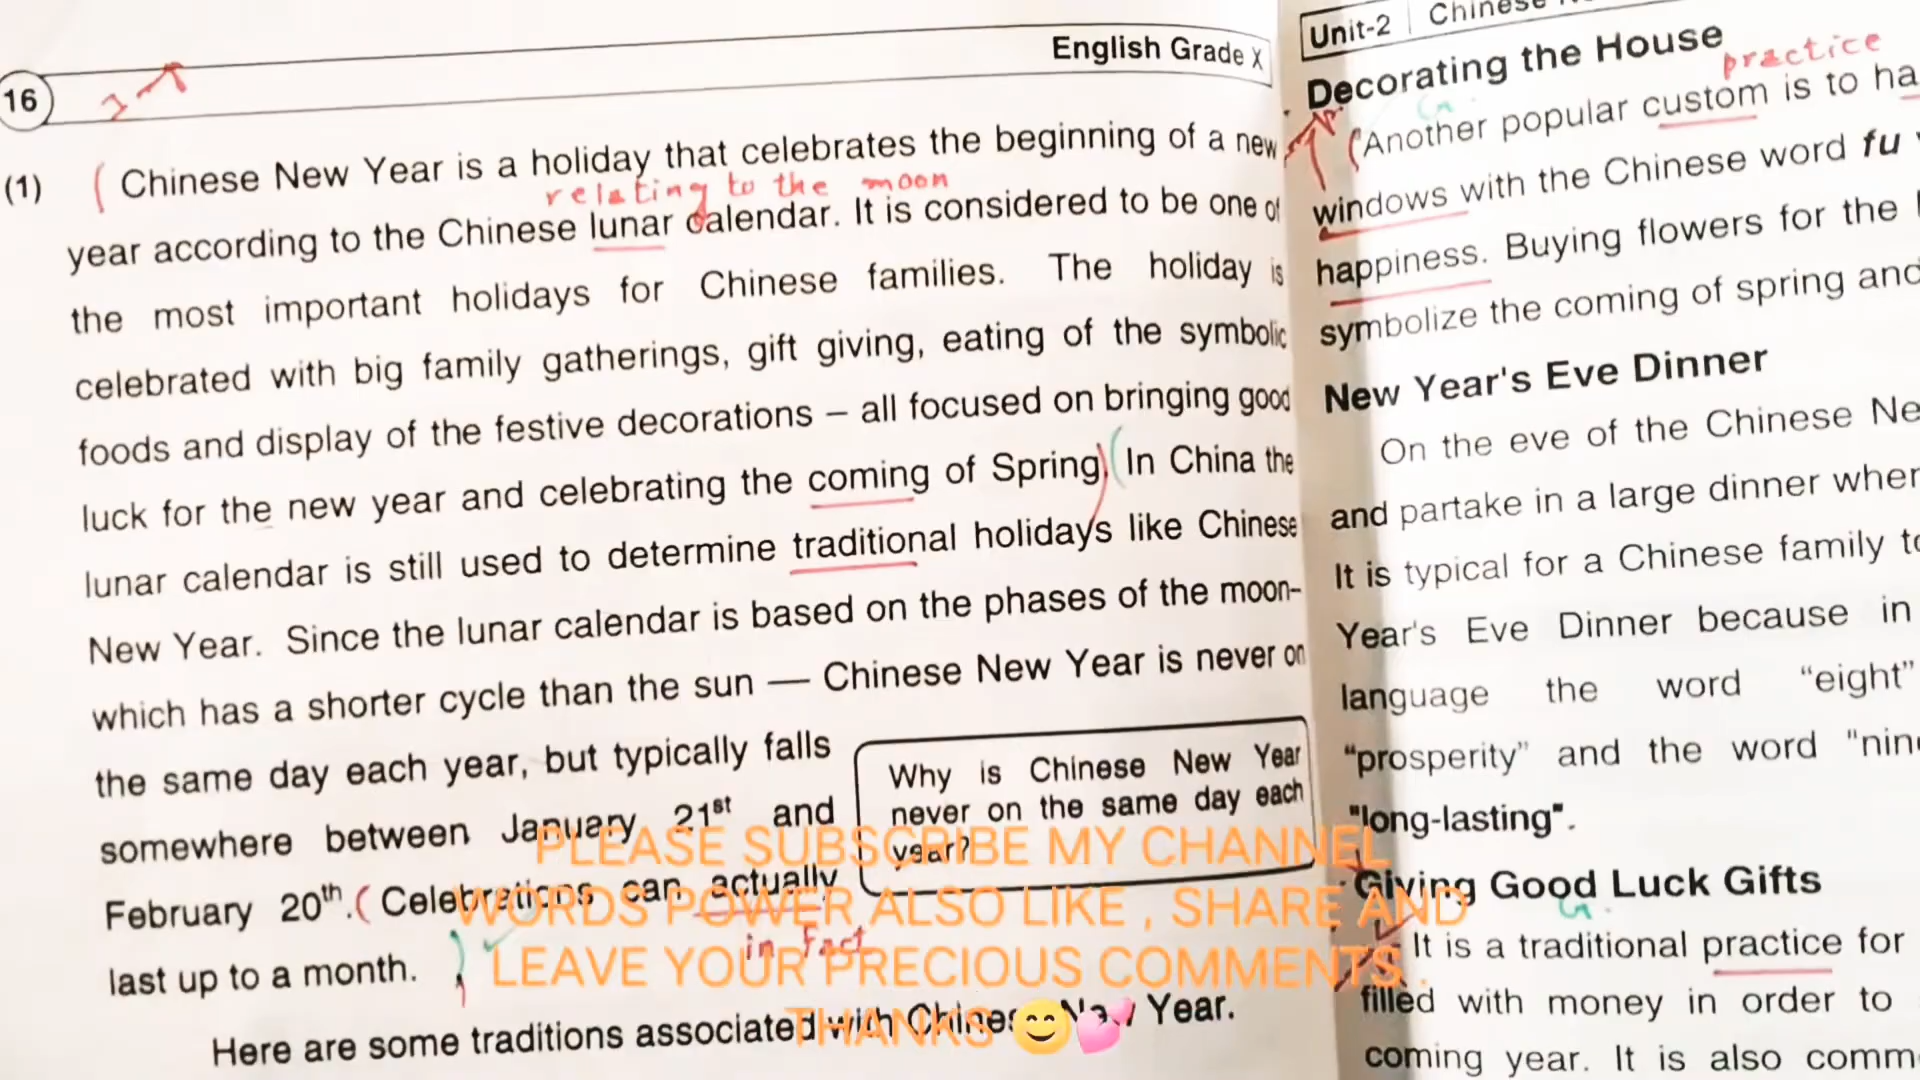 16
English Grade X
(1) Chinese New Year is a holiday that celebrates the beginning of a new
relating to the moon
year according to the Chinese lunar calendar. It is considered to be one of
the most important holidays for Chinese families. The holiday is
celebrated with big family gatherings, gift giving, eating of the symbolic
foods and display of the festive decorations – all focused on bringing good
luck for the new year and celebrating the coming of Spring) (In China the
lunar calendar is still used to determine traditional holidays like Chinese
New Year. Since the lunar calendar is based on the phases of the moon-
which has a shorter cycle than the sun — Chinese New Year is never on
the same day each year, but typically falls
somewhere between January 21st and
February 20th. (Celebrations can actually
in fact
last up to a month.
Why is Chinese New Year
never on the same day each
year?
Here are some traditions associated with Chinese New Year.
Unit-2 | Chinese
Decorating the House
practice
(Another popular custom is to
windows with the Chinese word fu
happiness. Buying flowers for the
symbolize the coming of spring and
New Year's Eve Dinner
On the eve of the Chinese
and partake in a large dinner
It is typical for a Chinese family
Year's Eve Dinner because in
language the word “eight”
“prosperity” and the word
"long-lasting".
Giving Good Luck Gifts
It is a traditional practice for
filled with money in order to
coming year. It is also
PLEASE SUBSCRIBE MY CHANNEL
WORDS POWER ALSO LIKE , SHARE AND
LEAVE YOUR PRECIOUS COMMENTS .
THANKS 😊💕